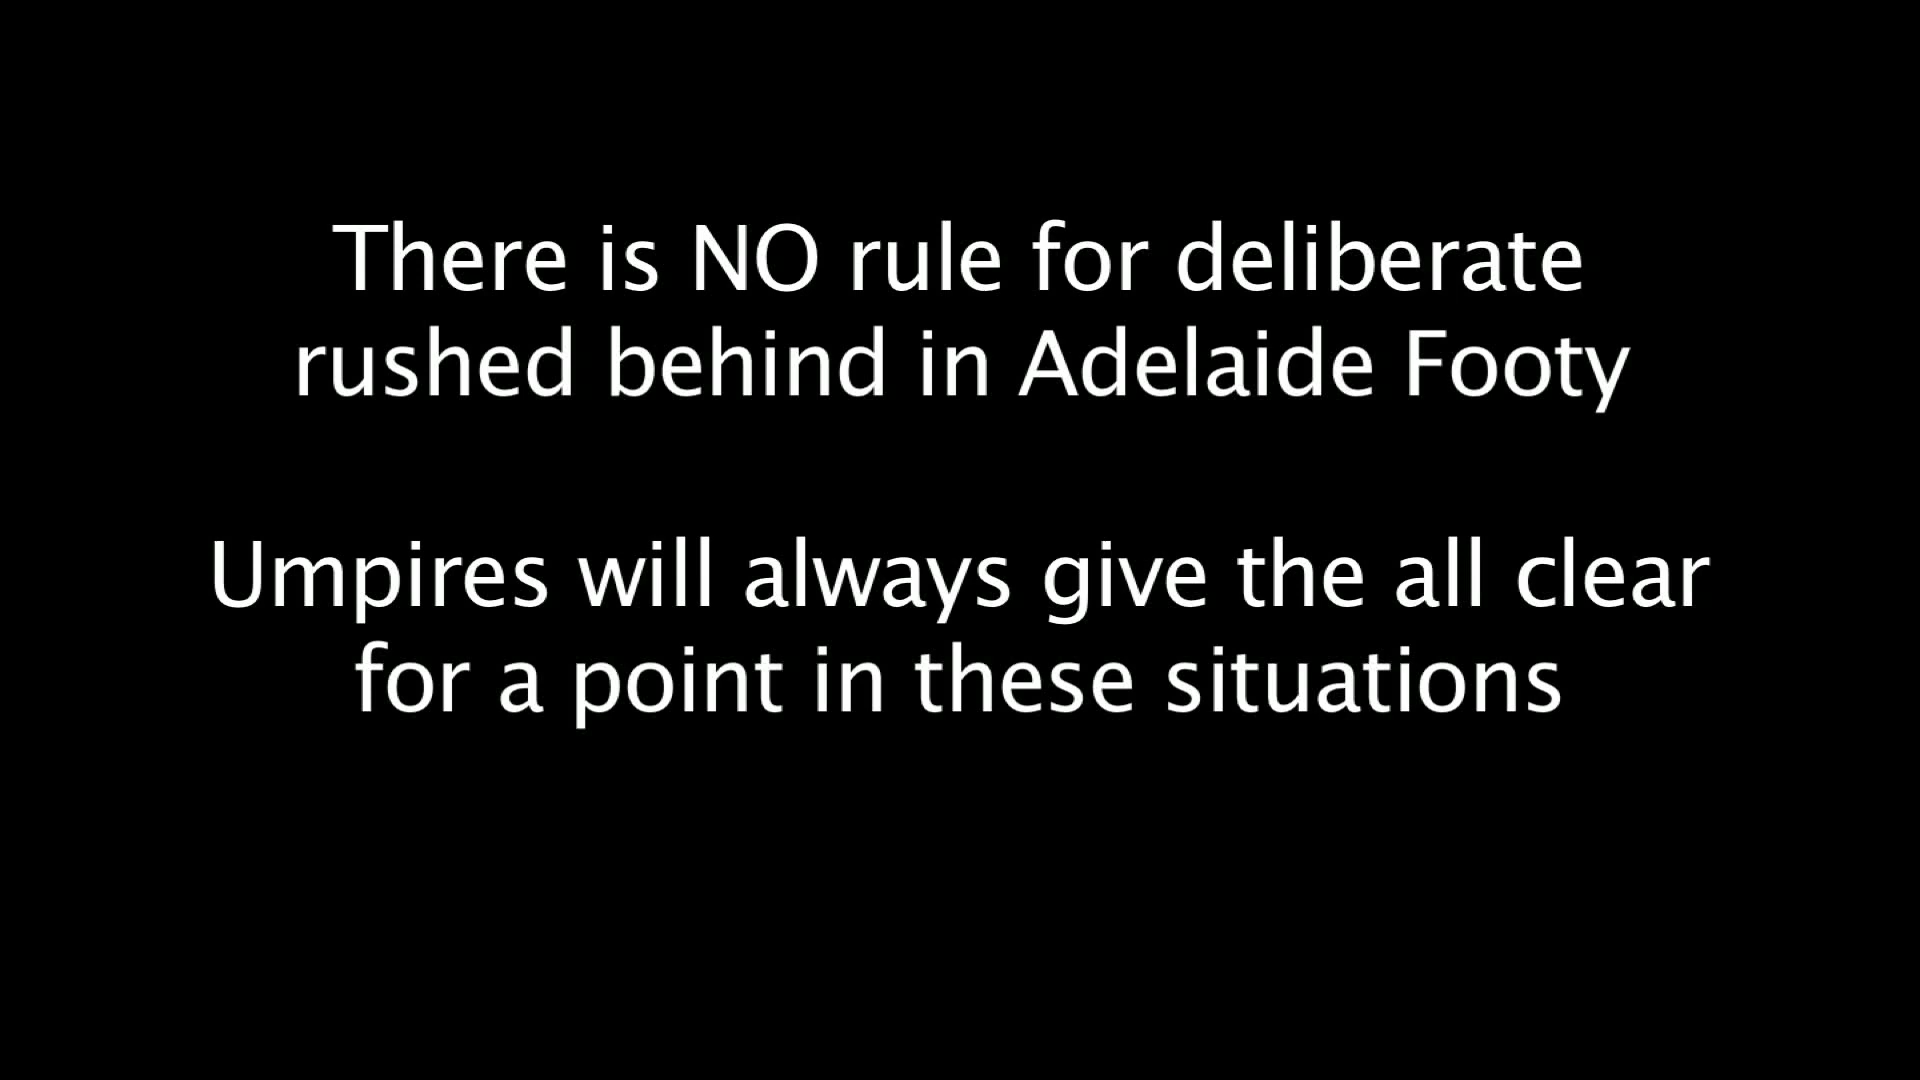 There is NO rule for deliberate
rushed behind in Adelaide Footy
Umpires will always give the all clear
for a point in these situations